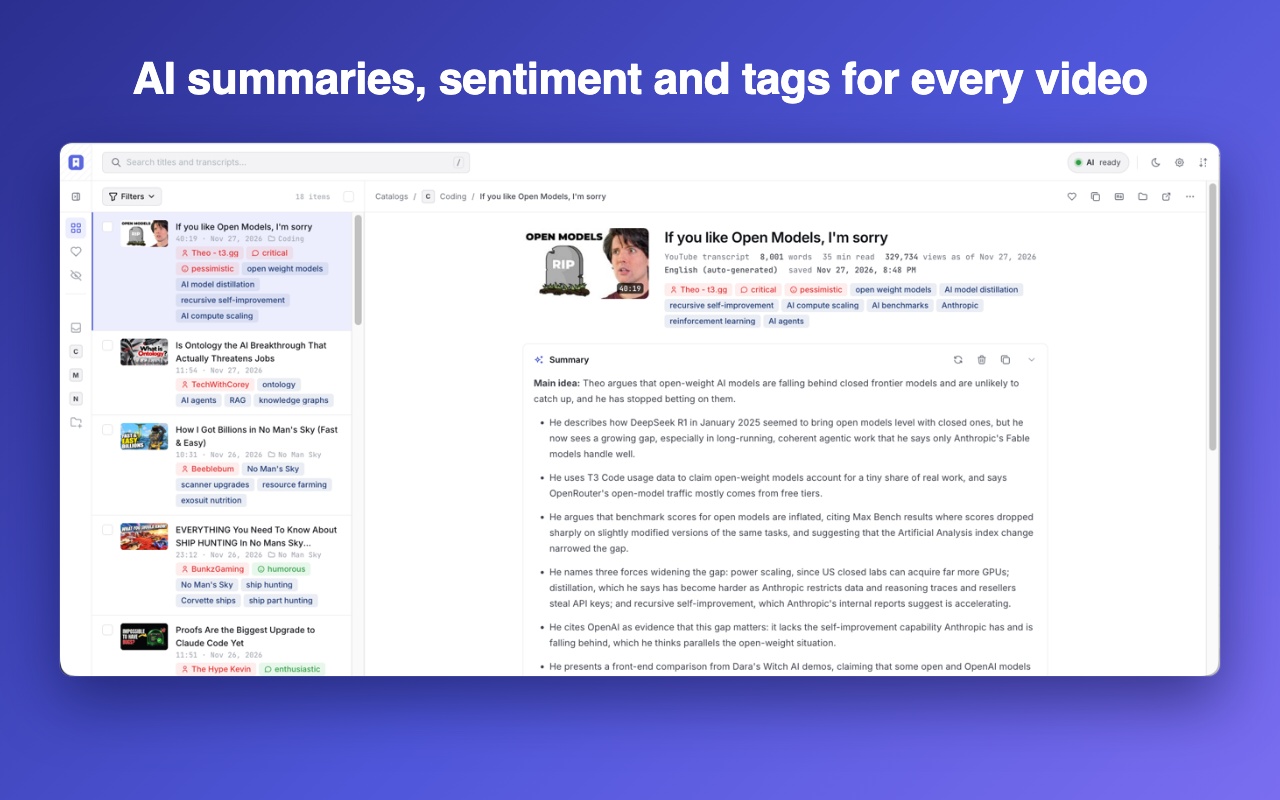 AI summaries, sentiment and tags for every video
Search titles and transcripts...
/
AI ready
Filters
18 items
Catalogs / C Coding / If you like Open Models, I'm sorry
OPEN MODELS
RIP
If you like Open Models, I'm sorry
40:19 · Nov 27, 2026 Coding
Theo - t3.gg
critical
pessimistic
open weight models
AI model distillation
recursive self-improvement
AI compute scaling
What is Ontology?
Is Ontology the AI Breakthrough That
Actually Threatens Jobs
11:54 · Nov 27, 2026
TechWithCorey
ontology
AI agents
RAG
knowledge graphs
FAST & EASY BILLIONS
How I Got Billions in No Man's Sky (Fast
& Easy)
10:31 · Nov 26, 2026 No Man Sky
Beeblebum
No Man's Sky
scanner upgrades
resource farming
exosuit nutrition
WHAT YOU SHOULD KNOW
EVERYTHING You Need To Know About
SHIP HUNTING In No Mans Sky...
23:12 · Nov 26, 2026 No Man Sky
BunkzGaming
humorous
No Man's Sky
ship hunting
Corvette ships
ship part hunting
Proofs Are the Biggest Upgrade to
Claude Code Yet
11:51 · Nov 26, 2026
The Hype Kevin
enthusiastic
C
M
N
OPEN MODELS
RIP
40:19
If you like Open Models, I'm sorry
YouTube transcript 8,001 words 35 min read 329,734 views as of Nov 27, 2026
English (auto-generated) saved Nov 27, 2026, 8:48 PM
Theo - t3.gg
critical
pessimistic
open weight models
AI model distillation
recursive self-improvement
AI compute scaling
AI benchmarks
Anthropic
reinforcement learning
AI agents
Summary
Main idea: Theo argues that open-weight AI models are falling behind closed frontier models and are unlikely to
catch up, and he has stopped betting on them.
• He describes how DeepSeek R1 in January 2025 seemed to bring open models level with closed ones, but he
now sees a growing gap, especially in long-running, coherent agentic work that he says only Anthropic's Fable
models handle well.
• He uses T3 Code usage data to claim open-weight models account for a tiny share of real work, and says
OpenRouter's open-model traffic mostly comes from free tiers.
• He argues that benchmark scores for open models are inflated, citing Max Bench results where scores dropped
sharply on slightly modified versions of the same tasks, and suggesting that the Artificial Analysis index change
narrowed the gap.
• He names three forces widening the gap: power scaling, since US closed labs can acquire far more GPUs;
distillation, which he says has become harder as Anthropic restricts data and reasoning traces and resellers
steal API keys; and recursive self-improvement, which Anthropic's internal reports suggest is accelerating.
• He cites OpenAI as evidence that this gap matters: it lacks the self-improvement capability Anthropic has and is
falling behind, which he thinks parallels the open-weight situation.
• He presents a front-end comparison from Dara's Witch AI demos, claiming that some open and OpenAI models